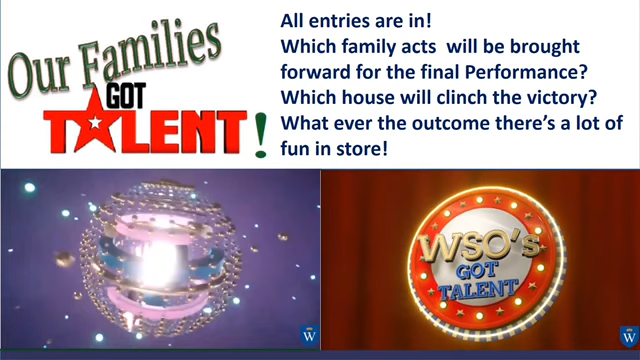 Our Families
GOT
TALENT!
All entries are in!
Which family acts will be brought
forward for the final Performance?
Which house will clinch the victory?
What ever the outcome there's a lot of
fun in store!
W
WSO's
GOT
TALENT
W